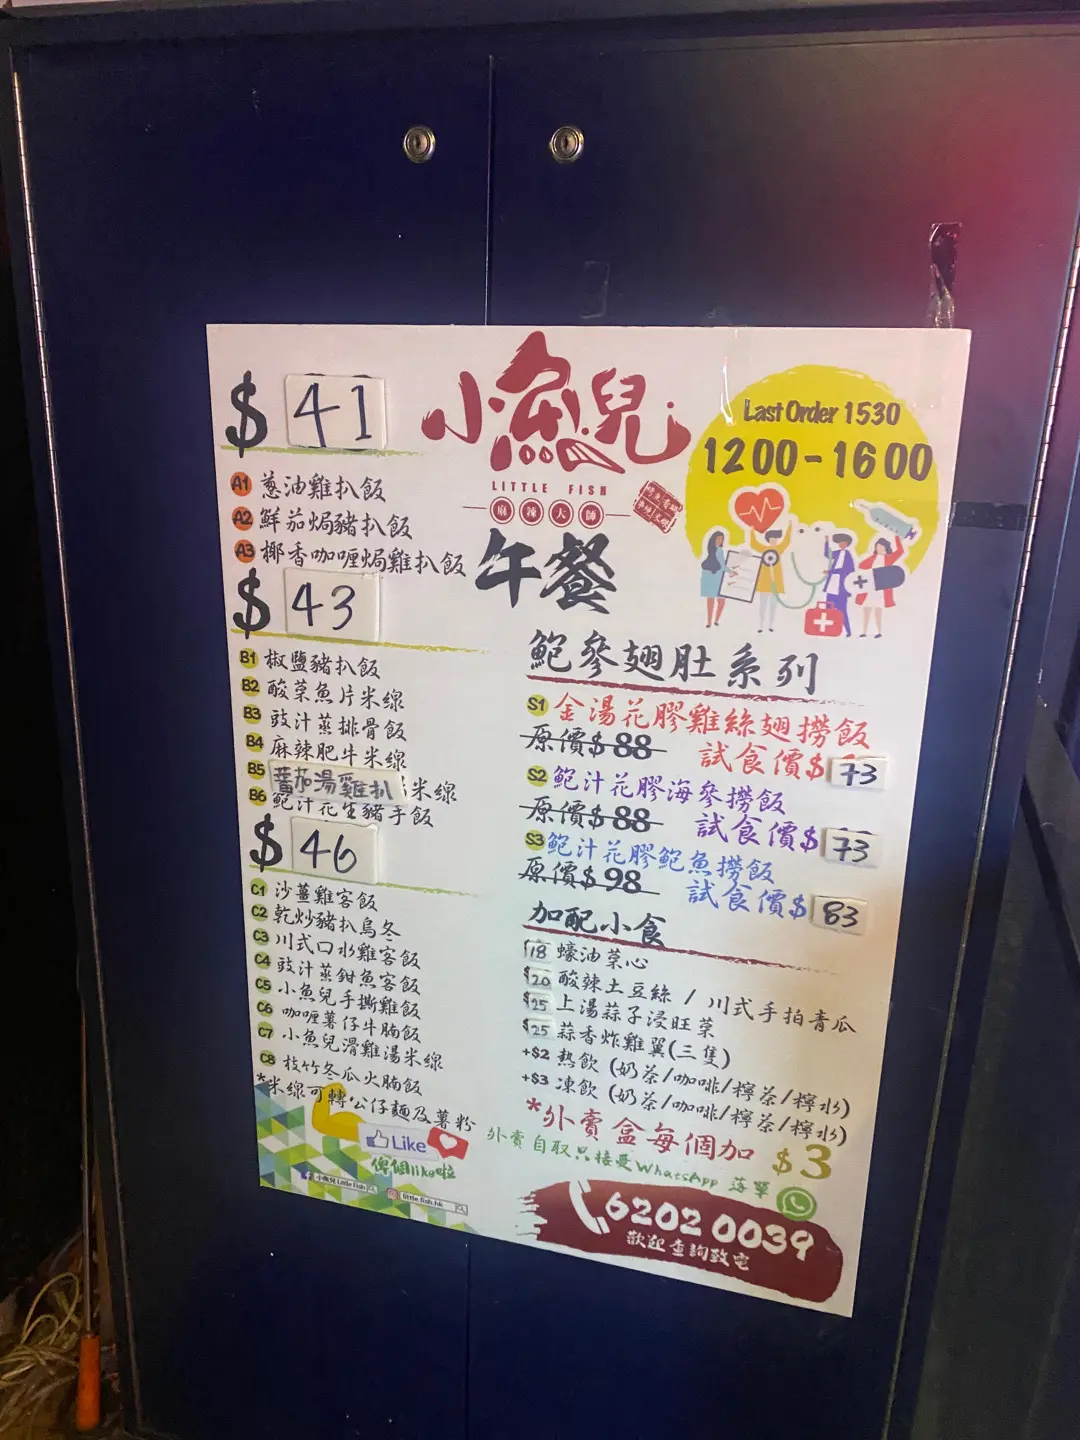 $ 41
A1 蔥油雞扒飯
A2 鮮茄焗豬扒飯
A3 椰香咖喱焗雞扒飯
$ 43
B1 椒鹽豬扒飯
B2 酸菜魚片米線
B3 豉汁蒸排骨飯
B4 麻辣肥牛米線
B5 蕃茄湯雞扒米線
B6 鮑汁花生豬手飯
$ 46
C1 沙薑雞客飯
C2 乾炒豬扒烏冬
C3 川式口水雞客飯
C4 豉汁蒸鉗魚客飯
C5 小魚兒手撕雞飯
C6 咖喱薯仔牛腩飯
C7 小魚兒滑雞湯米線
C8 枝竹冬瓜火腩飯
*米線可轉公仔麵及薯粉
Like
俾個like啦
小魚兒 Little Fish
little.fish.hk
小魚兒
LITTLE FISH
麻辣大師
午餐
Last Order 1530
1200-1600
鮑參翅肚系列
S1 金湯花膠雞絲翅撈飯
原價$88 試食價$73
S2 鮑汁花膠海參撈飯
原價$88 試食價$73
S3 鮑汁花膠鮑魚撈飯
原價$98 試食價$83
加配小食
$18 蠔油菜心
$20 酸辣土豆絲 / 川式手拍青瓜
$25 上湯蒜子浸旺菜
$25 蒜香炸雞翼(三隻)
+$2 熱飲 (奶茶/咖啡/檸茶/檸水)
+$3 凍飲 (奶茶/咖啡/檸茶/檸水)
*外賣盒每個加 $3
外賣自取只接受WhatsApp 落單
6202 0039
歡迎查詢致電